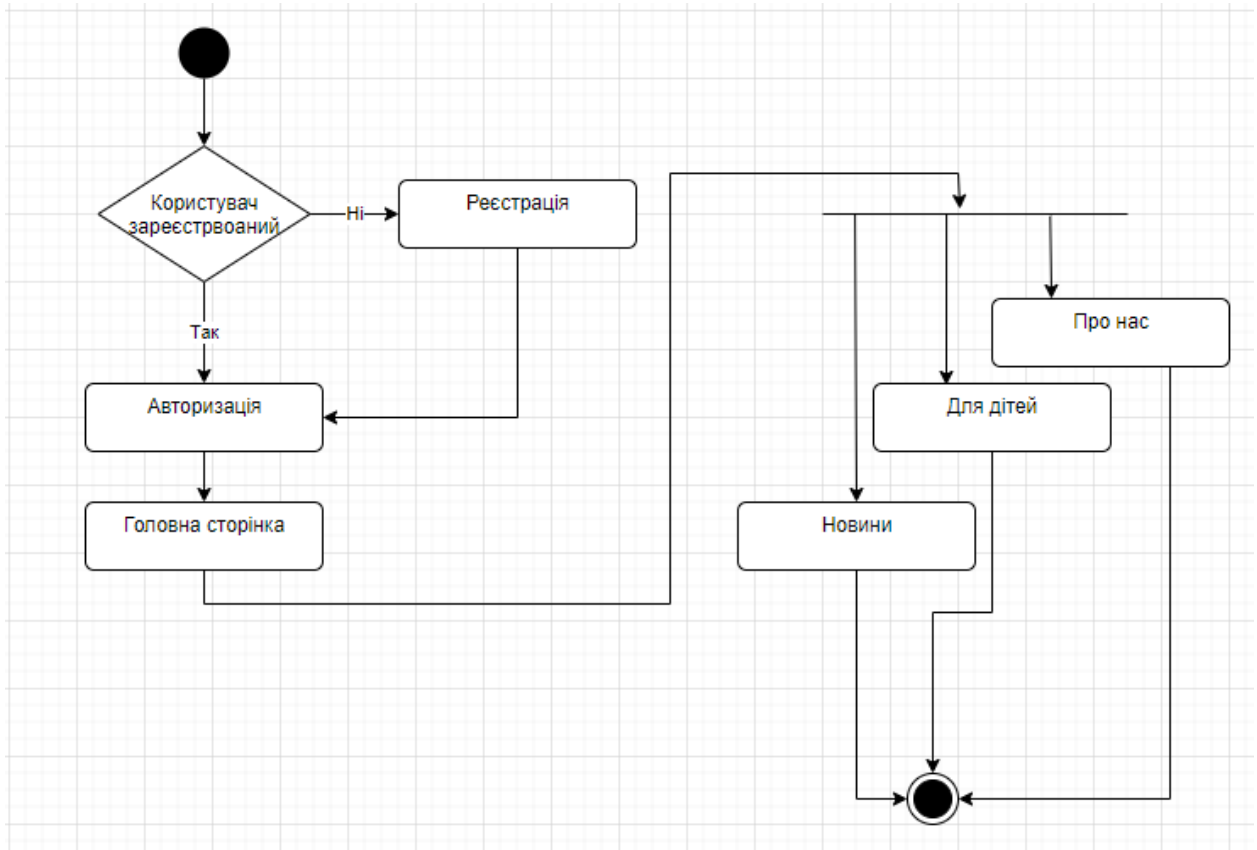 Користувач
зареєстрвоаний
Ні
Реєстрація
Так
Авторизація
Головна сторінка
Про нас
Для дітей
Новини